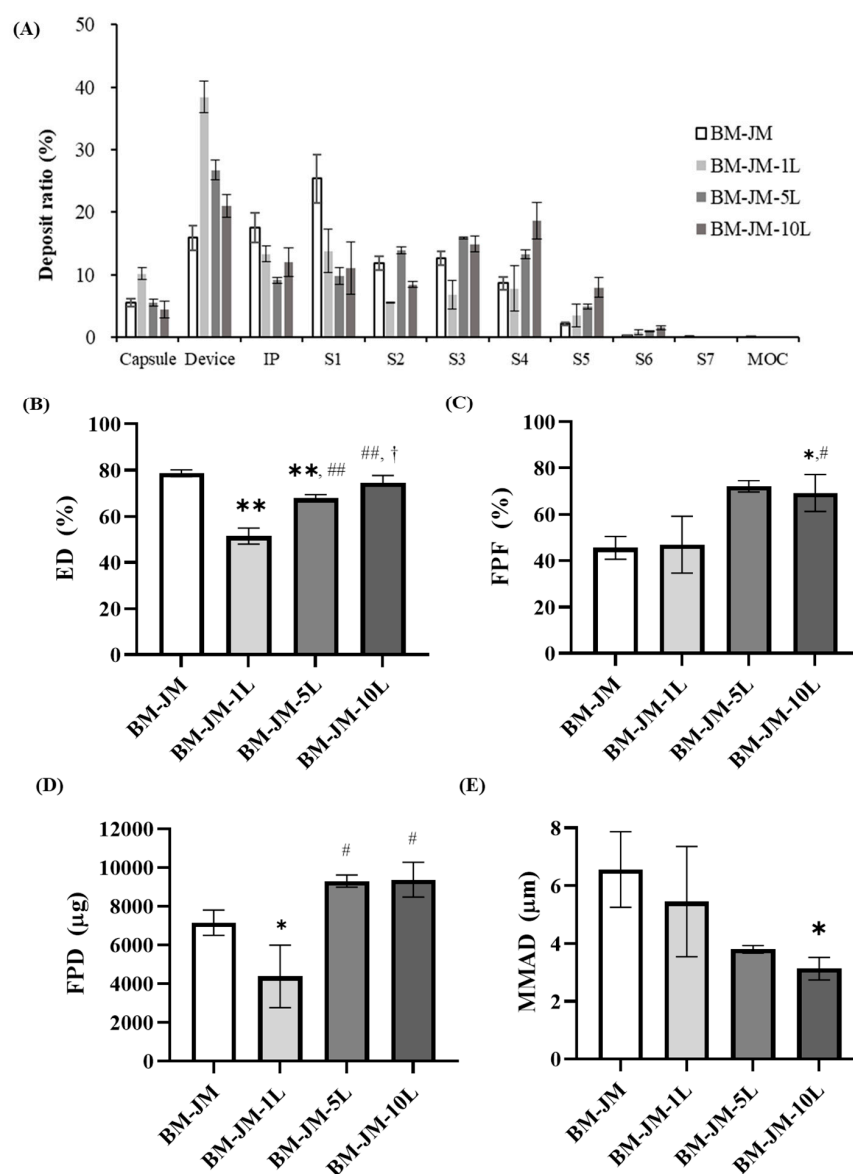 (A)
50
40
30
20
10
0
Deposit ratio (%)
BM-JM
BM-JM-1L
BM-JM-5L
BM-JM-10L
Capsule Device IP S1 S2 S3 S4 S5 S6 S7 MOC
(B)
100
80
60
40
20
0
ED (%)
**
**, ##
##, †
BM-JM
BM-JM-1L
BM-JM-5L
BM-JM-10L
(C)
100
80
60
40
20
0
FPF (%)
*,#
BM-JM
BM-JM-1L
BM-JM-5L
BM-JM-10L
(D)
12000
10000
8000
6000
4000
2000
0
FPD (μg)
*
#
#
BM-JM
BM-JM-1L
BM-JM-5L
BM-JM-10L
(E)
8
6
4
2
0
MMAD (μm)
*
BM-JM
BM-JM-1L
BM-JM-5L
BM-JM-10L